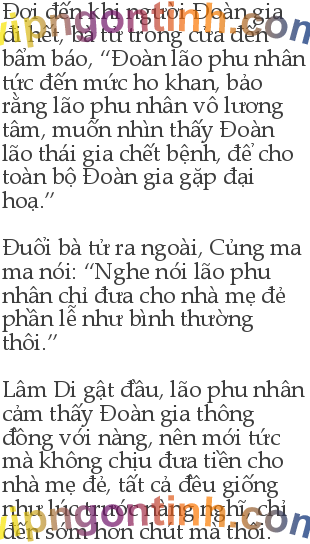 Đợi đến khi người Đoàn gia
đi hết, bà tử trông cửa đến
bẩm báo, “Đoàn lão phu nhân
tức đến mức ho khan, bảo
rằng lão phu nhân vô lương
tâm, muốn nhìn thấy Đoàn
lão thái gia chết bệnh, để cho
toàn bộ Đoàn gia gặp đại
hoạ.”
Đuổi bà tử ra ngoài, Củng ma
ma nói: “Nghe nói lão phu
nhân chỉ đưa cho nhà mẹ đẻ
phần lễ như bình thường
thôi.”
Lâm Di gật đầu, lão phu nhân
cảm thấy Đoàn gia thông
đồng với nàng, nên mới tức
mà không chịu đưa tiền cho
nhà mẹ đẻ, tất cả đều giống
như lúc trước nàng nghĩ, chỉ
đến sớm hơn chút mà thôi.
vipngontinh.com
vipngontinh.com